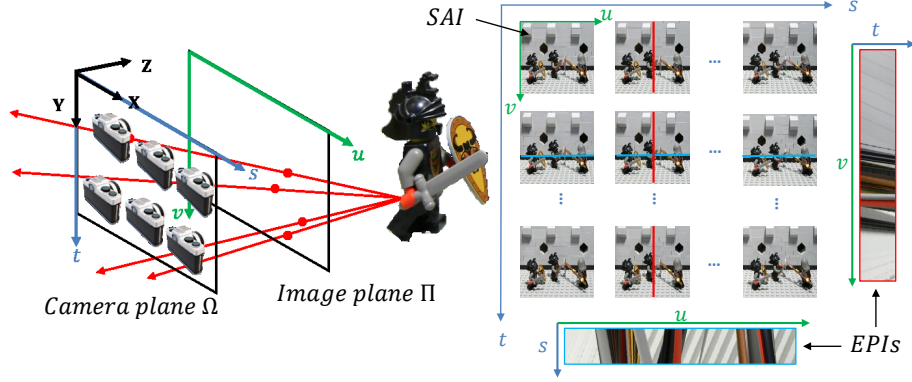 Z
X
Y
s
t
u
v
Camera plane Ω
Image plane Π
SAI
u
v
s
t
...
...
...
⋮
⋮
⋮
t
v
u
s
EPIs